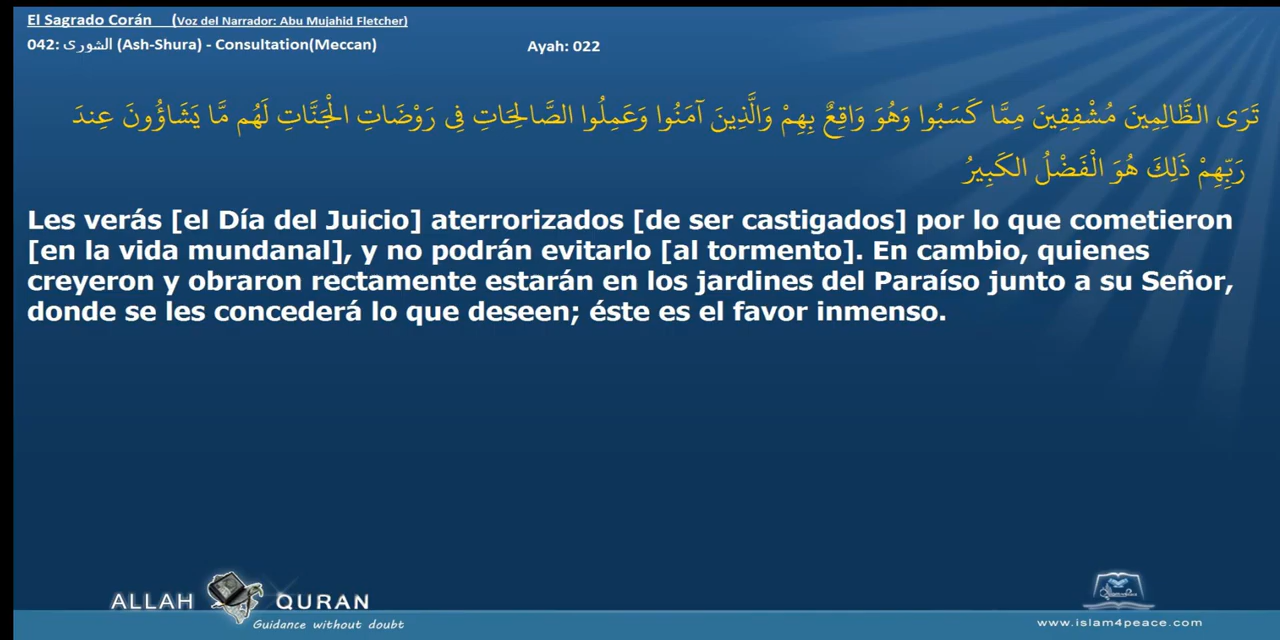 El Sagrado Corán (Voz del Narrador: Abu Mujahid Fletcher)
042: الشورى (Ash-Shura) - Consultation(Meccan) Ayah: 022
تَرَى الظَّالِمِينَ مُشْفِقِينَ مِمَّا كَسَبُوا وَهُوَ وَاقِعٌ بِهِمْ وَالَّذِينَ آمَنُوا وَعَمِلُوا الصَّالِحَاتِ فِي رَوْضَاتِ الْجَنَّاتِ لَهُم مَّا يَشَاؤُونَ عِندَ
رَبِّهِمْ ذَلِكَ هُوَ الْفَضْلُ الكَبِيرُ
Les verás [el Día del Juicio] aterrorizados [de ser castigados] por lo que cometieron
[en la vida mundanal], y no podrán evitarlo [al tormento]. En cambio, quienes
creyeron y obraron rectamente estarán en los jardines del Paraíso junto a su Señor,
donde se les concederá lo que deseen; éste es el favor inmenso.
ALLAH QURAN
Guidance without doubt
www.islam4peace.com